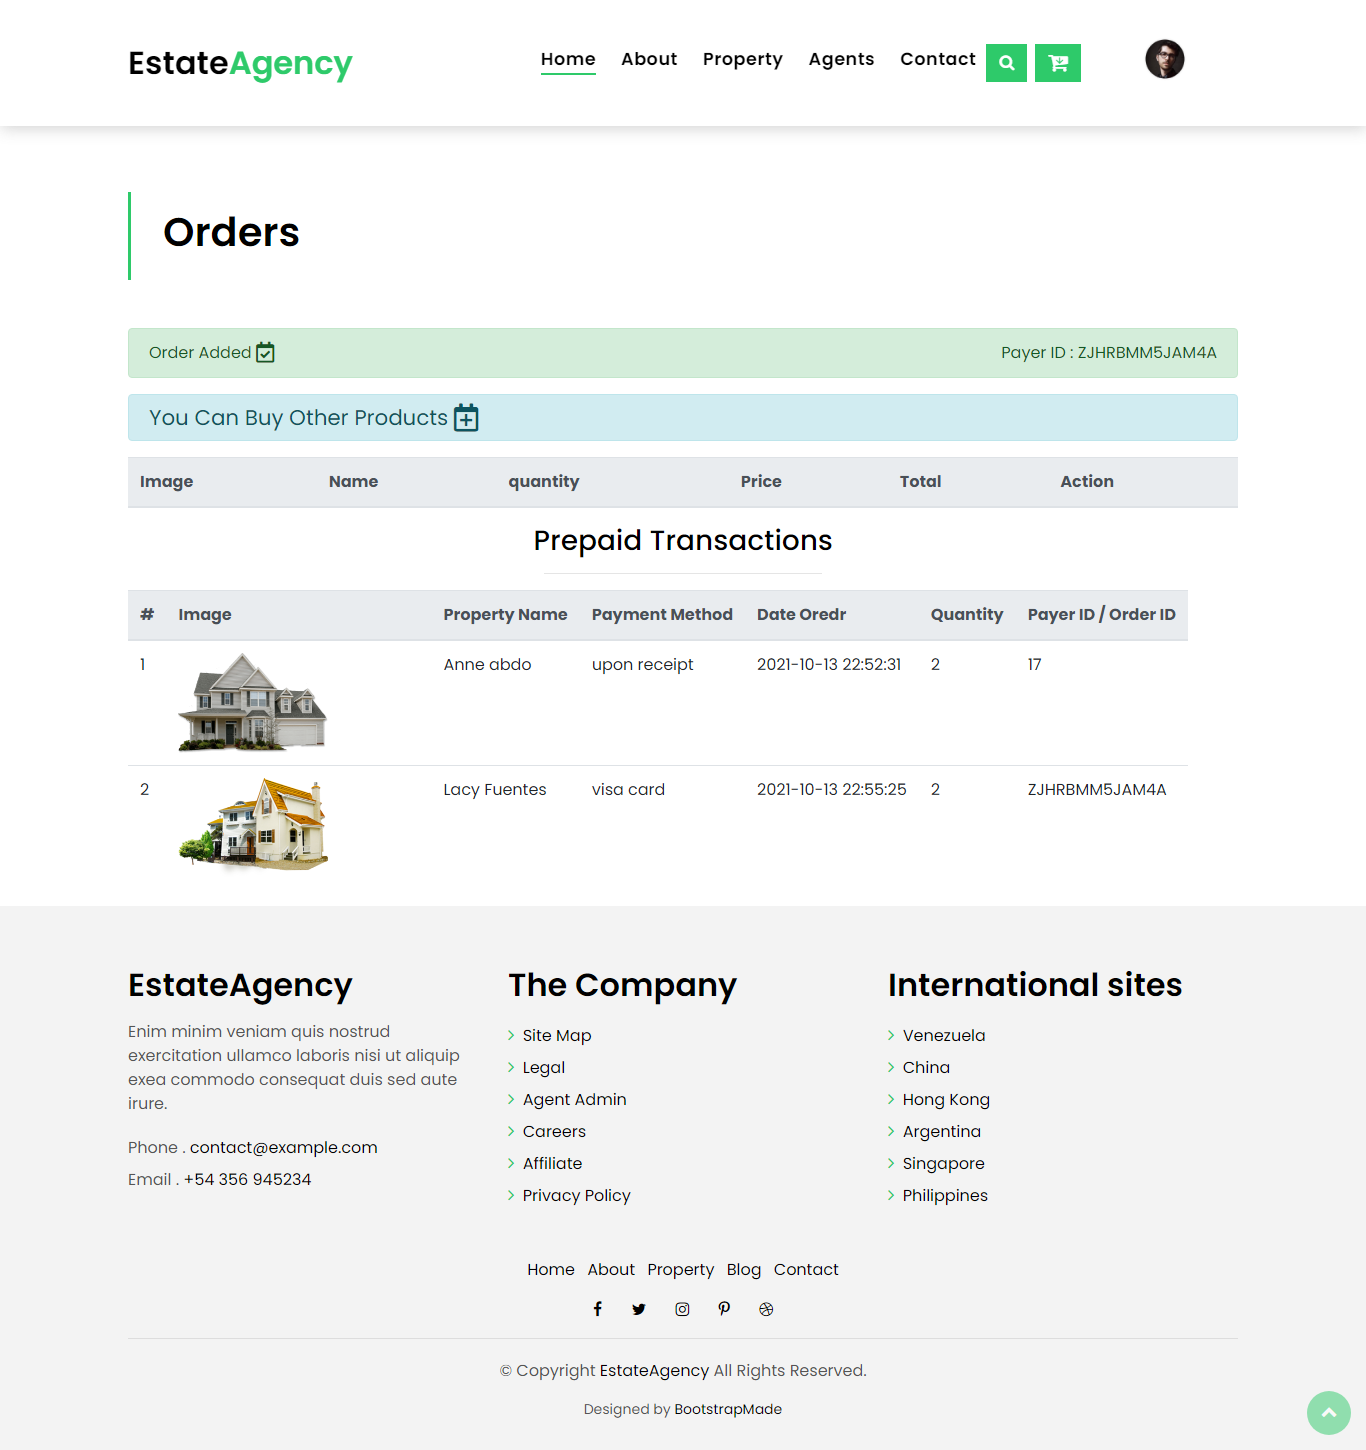 EstateAgency Home About Property Agents Contact
Orders
Order Added Payer ID : ZJHRBMM5JAM4A
You Can Buy Other Products
Image Name quantity Price Total Action
Prepaid Transactions
# Image Property Name Payment Method Date Oredr Quantity Payer ID / Order ID
1 Anne abdo upon receipt 2021-10-13 22:52:31 2 17
2 Lacy Fuentes visa card 2021-10-13 22:55:25 2 ZJHRBMM5JAM4A
EstateAgency
Enim minim veniam quis nostrud
exercitation ullamco laboris nisi ut aliquip
exea commodo consequat duis sed aute
irure.
Phone . contact@example.com
Email . +54 356 945234
The Company
Site Map
Legal
Agent Admin
Careers
Affiliate
Privacy Policy
International sites
Venezuela
China
Hong Kong
Argentina
Singapore
Philippines
Home About Property Blog Contact
© Copyright EstateAgency All Rights Reserved.
Designed by BootstrapMade